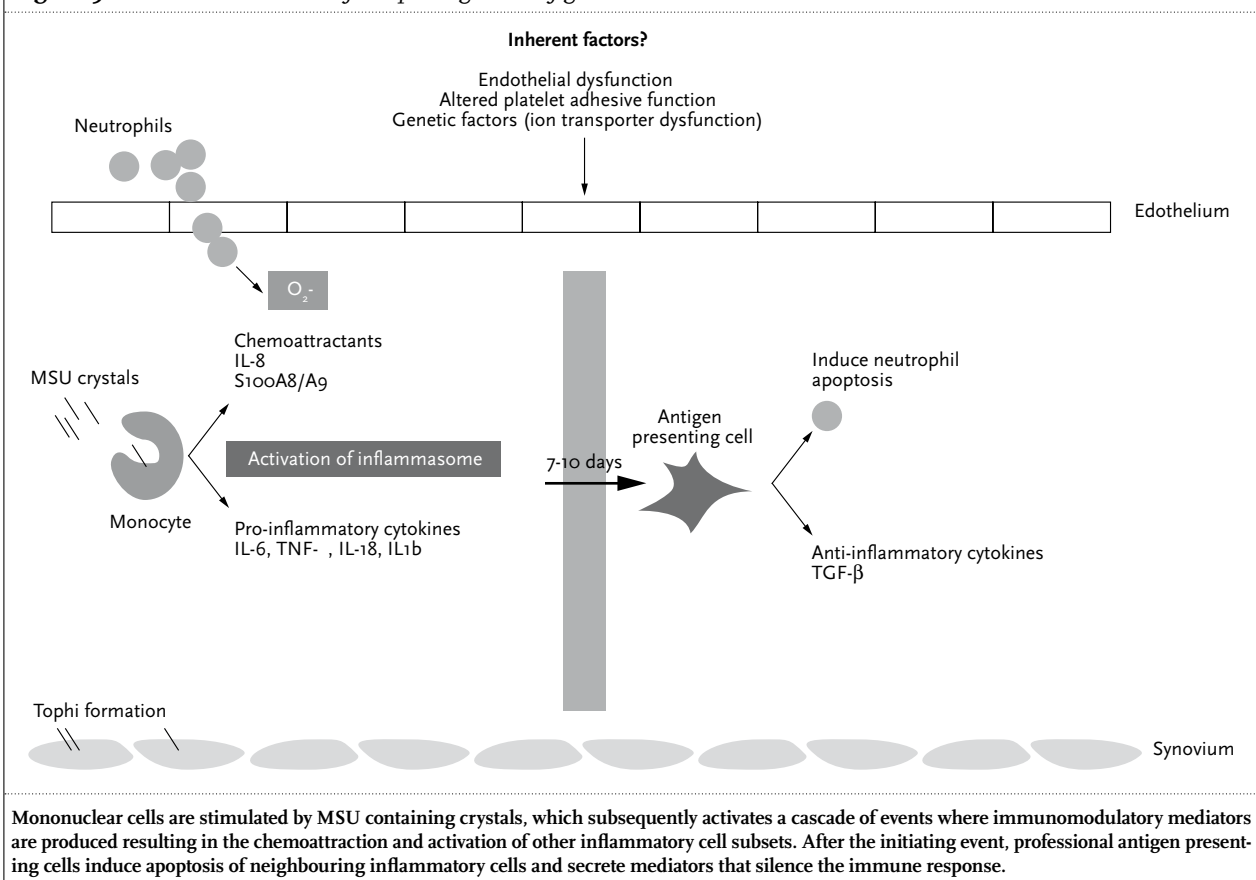 Inherent factors?
Endothelial dysfunction
Altered platelet adhesive function
Genetic factors (ion transporter dysfunction)
Neutrophils
Edothelium
O2-
Chemoattractants
IL-8
S100A8/A9
MSU crystals
Induce neutrophil
apoptosis
Antigen
presenting cell
Activation of inflammasome
7-10 days
Monocyte
Pro-inflammatory cytokines
IL-6, TNF- , IL-18, IL1b
Anti-inflammatory cytokines
TGF-β
Tophi formation
Synovium
Mononuclear cells are stimulated by MSU containing crystals, which subsequently activates a cascade of events where immunomodulatory mediators
are produced resulting in the chemoattraction and activation of other inflammatory cell subsets. After the initiating event, professional antigen present-
ing cells induce apoptosis of neighbouring inflammatory cells and secrete mediators that silence the immune response.